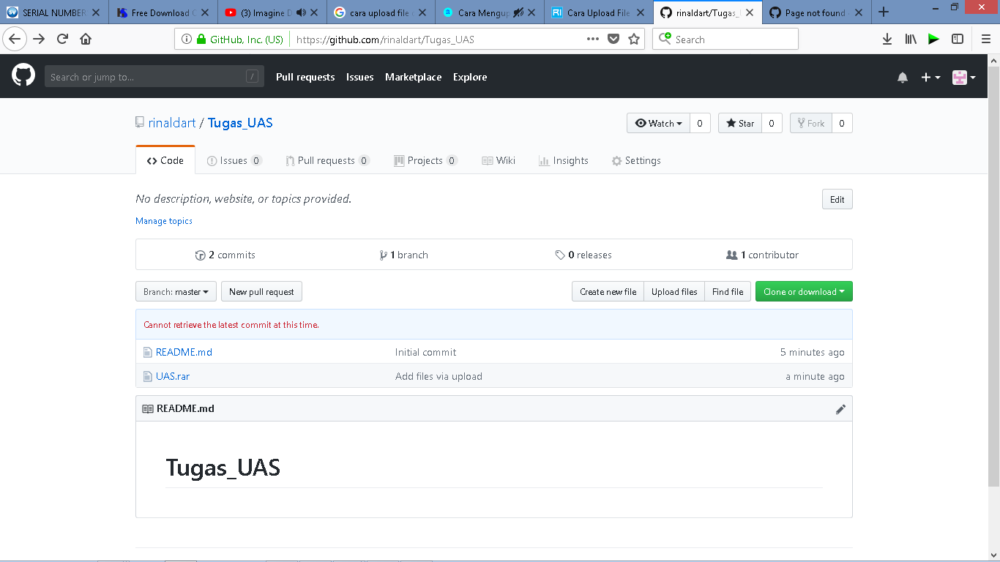 SERIAL NUMBER
Free Download C
(3) Imagine D
cara upload file
Cara Mengup
Cara Upload File
rinaldart/Tugas_
Page not found
GitHub, Inc. (US)
https://github.com/rinaldart/Tugas_UAS
Search
Search or jump to...
/
Pull requests
Issues
Marketplace
Explore
rinaldart / Tugas_UAS
Watch 0
Star 0
Fork 0
Code
Issues 0
Pull requests 0
Projects 0
Wiki
Insights
Settings
No description, website, or topics provided.
Edit
Manage topics
2 commits
1 branch
0 releases
1 contributor
Branch: master
New pull request
Create new file
Upload files
Find file
Clone or download
Cannot retrieve the latest commit at this time.
README.md Initial commit 5 minutes ago
UAS.rar Add files via upload a minute ago
README.md
Tugas_UAS